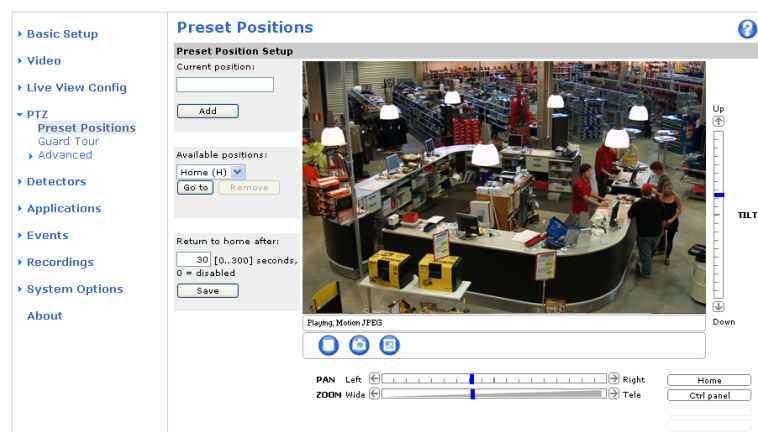 Preset Positions
Basic Setup
Video
Live View Config
PTZ
Preset Positions
Guard Tour
Advanced
Detectors
Applications
Events
Recordings
System Options
About
Preset Position Setup
Current position:
Add
Available positions:
Home (H)
Go to Remove
Return to home after:
30 [0..300] seconds,
0 = disabled
Save
Up
TILT
Down
Playing, Motion JPEG
PAN Left Right
ZOOM Wide Tele
Home
Ctrl panel